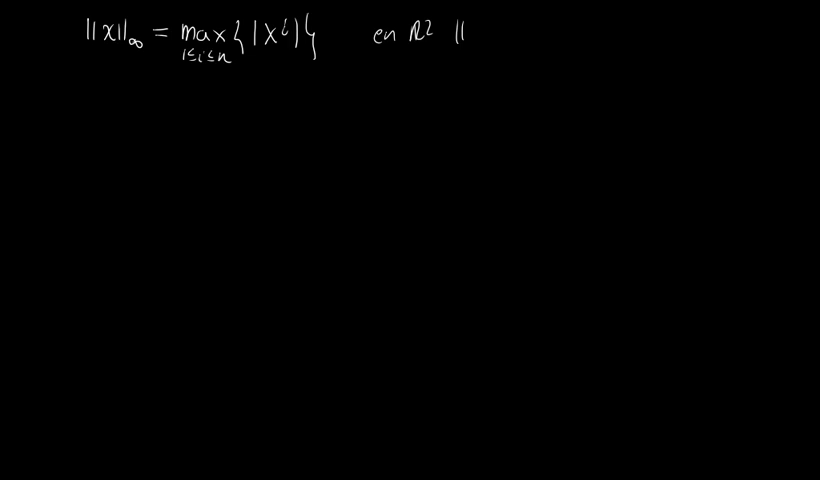 ||x||∞ = max{|xⁱ|} en ℝ² ||
1≤i≤n